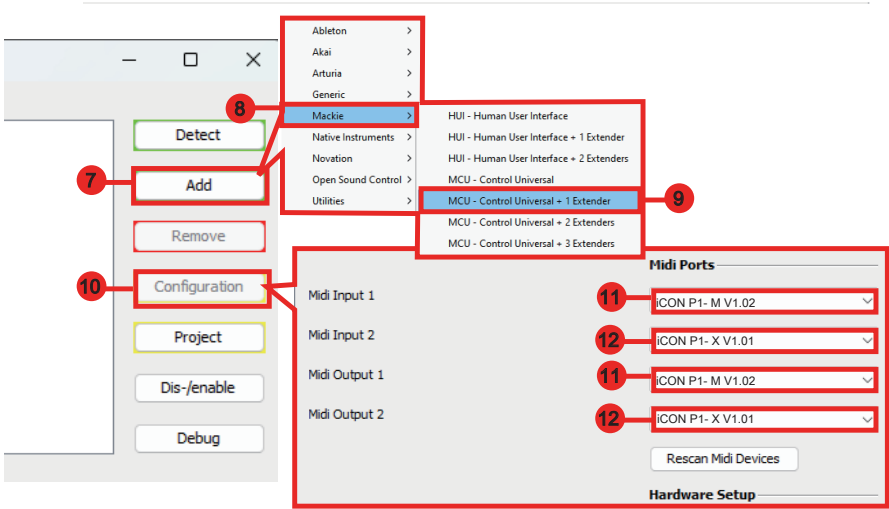 Ableton >
Akai >
Arturia >
Generic >
8
Mackie >
Native Instruments >
Novation >
Open Sound Control >
Utilities >
HUI - Human User Interface
HUI - Human User Interface + 1 Extender
HUI - Human User Interface + 2 Extenders
MCU - Control Universal
MCU - Control Universal + 1 Extender
9
MCU - Control Universal + 2 Extenders
MCU - Control Universal + 3 Extenders
Detect
7
Add
Remove
10
Configuration
Project
Dis-/enable
Debug
Midi Ports
Midi Input 1
11
iCON P1- M V1.02
Midi Input 2
12
iCON P1- X V1.01
Midi Output 1
11
iCON P1- M V1.02
Midi Output 2
12
iCON P1- X V1.01
Rescan Midi Devices
Hardware Setup